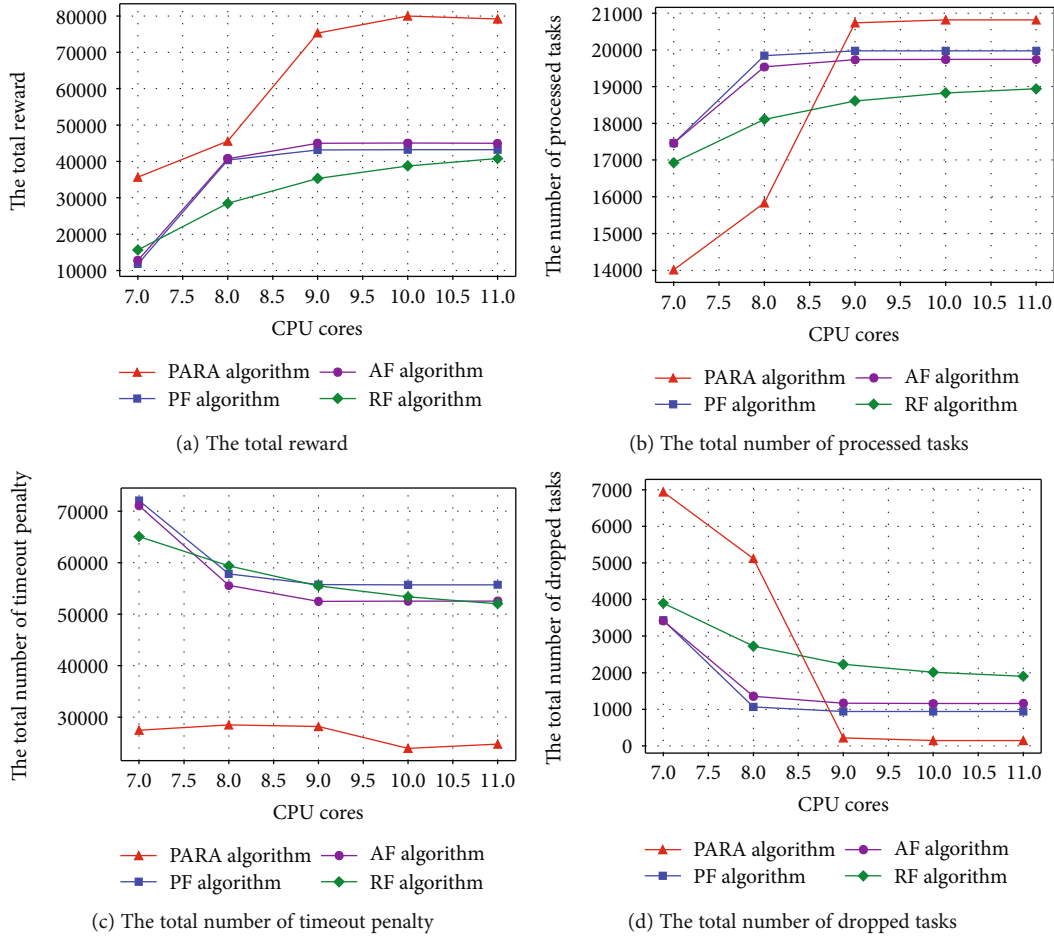 The total reward
80000
70000
60000
50000
40000
30000
20000
10000
7.0 7.5 8.0 8.5 9.0 9.5 10.0 10.5 11.0
CPU cores
PARA algorithm AF algorithm
PF algorithm RF algorithm
(a) The total reward
The number of processed tasks
21000
20000
19000
18000
17000
16000
15000
14000
7.0 7.5 8.0 8.5 9.0 9.5 10.0 10.5 11.0
CPU cores
PARA algorithm AF algorithm
PF algorithm RF algorithm
(b) The total number of processed tasks
The total number of timeout penalty
70000
60000
50000
40000
30000
7.0 7.5 8.0 8.5 9.0 9.5 10.0 10.5 11.0
CPU cores
PARA algorithm AF algorithm
PF algorithm RF algorithm
(c) The total number of timeout penalty
The total number of dropped tasks
7000
6000
5000
4000
3000
2000
1000
0
7.0 7.5 8.0 8.5 9.0 9.5 10.0 10.5 11.0
CPU cores
PARA algorithm AF algorithm
PF algorithm RF algorithm
(d) The total number of dropped tasks